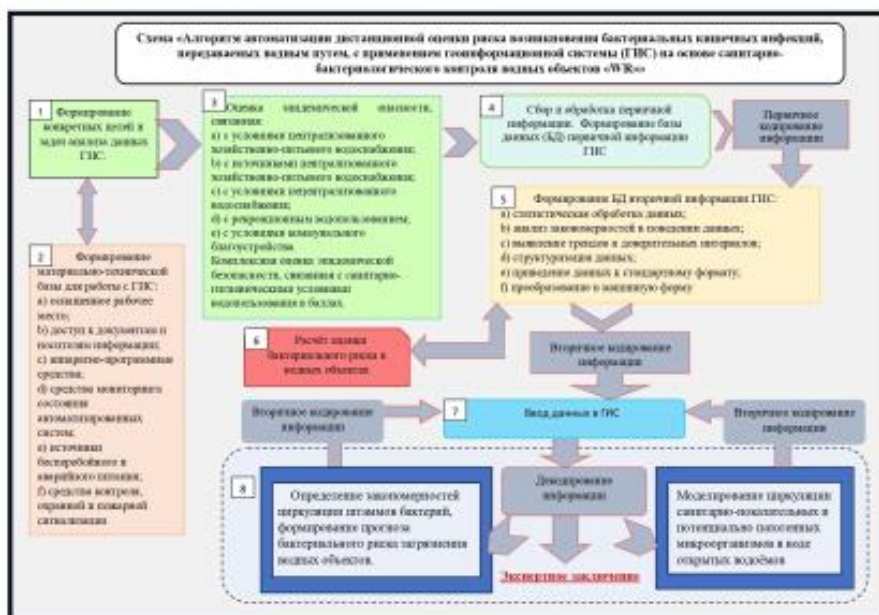 Схема «Алгоритм автоматизации дистанционной оценки риска возникновения бактериальных кишечных инфекций,
передаваемых водным путем, с применением геоинформационной системы (ГИС) на основе санитарно-
бактериологического контроля водных объектов «WR»»
1
Формирование
конкретных целей и
задач анализа данных
ГИС.
2
Формирование
материально-технической
базы для работы с ГИС:
a) оснащенное рабочее
место;
b) доступ к документам и
носителям информации;
c) аппаратно-программные
средства;
d) средства мониторинга
состояния
автоматизированных
систем;
e) источники
бесперебойного и
аварийного питания;
f) средства контроля,
охранной и пожарной
сигнализации
3
Оценка эпидемической опасности,
связанная:
a) с условиями централизованного
хозяйственно-питьевого водоснабжения;
b) с источниками централизованного
хозяйственно-питьевого водоснабжения;
c) с условиями нецентрализованного
водоснабжения;
d) с рекреационным водопользованием;
e) с условиями коммунального
благоустройства.
Комплексная оценка эпидемической
безопасности, связанная с санитарно-
гигиеническими условиями
водопользования в баллах.
4
Сбор и обработка первичной
информации. Формирование базы
данных (БД) первичной информации
ГИС
Первичное
кодирование
информации
5
Формирование БД вторичной информации ГИС:
a) статистическая обработка данных;
b) анализ закономерностей в поведении данных;
c) выявление трендов и доверительных интервалов;
d) структуризация данных;
e) приведение данных к стандартному формату;
f) преобразование в машинную форму
6
Расчёт оценки
бактериального риска в
водных объектах.
Вторичное кодирование
информации
Вторичное кодирование
информации
7
Ввод данных в ГИС
Вторичное кодирование
информации
8
Определение закономерностей
циркуляции штаммов бактерий,
формирование прогноза
бактериального риска загрязнения
водных объектов.
Декодирование
информации
Моделирование циркуляции
санитарно-показательных и
потенциально патогенных
микроорганизмов в воде
открытых водоёмов
Экспертное заключение